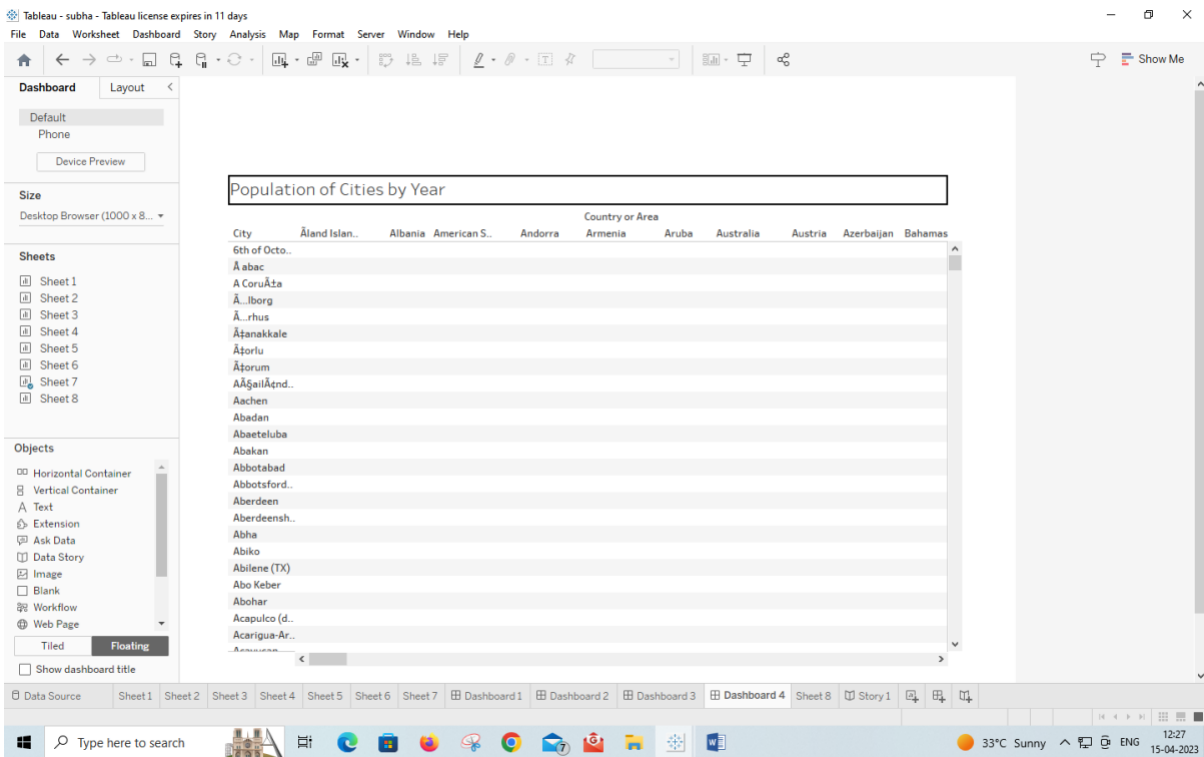 Tableau - subha - Tableau license expires in 11 days
File Data Worksheet Dashboard Story Analysis Map Format Server Window Help
Show Me
Dashboard Layout
Default
Phone
Device Preview
Size
Desktop Browser (1000 x 8...
Sheets
Sheet 1
Sheet 2
Sheet 3
Sheet 4
Sheet 5
Sheet 6
Sheet 7
Sheet 8
Objects
Horizontal Container
Vertical Container
Text
Extension
Ask Data
Data Story
Image
Blank
Workflow
Web Page
Tiled Floating
Show dashboard title
Population of Cities by Year
Country or Area
City Åland Islan.. Albania American S.. Andorra Armenia Aruba Australia Austria Azerbaijan Bahamas
6th of Octo..
Å abac
A CoruÃ±a
Ã…lborg
Ã…rhus
Ã‡anakkale
Ã‡orlu
Ã‡orum
AÃ§ailÃ¢nd..
Aachen
Abadan
Abaeteluba
Abakan
Abbotabad
Abbotsford..
Aberdeen
Aberdeensh..
Abha
Abiko
Abilene (TX)
Abo Keber
Abohar
Acapulco (d..
Acarigua-Ar..
Data Source Sheet 1 Sheet 2 Sheet 3 Sheet 4 Sheet 5 Sheet 6 Sheet 7 Dashboard 1 Dashboard 2 Dashboard 3 Dashboard 4 Sheet 8 Story 1
Type here to search
33°C Sunny ENG
12:27
15-04-2023